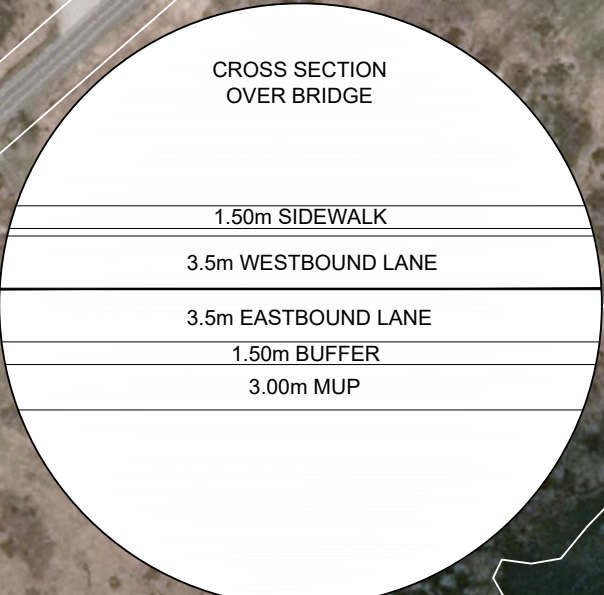 CROSS SECTION
OVER BRIDGE
1.50m SIDEWALK
3.5m WESTBOUND LANE
3.5m EASTBOUND LANE
1.50m BUFFER
3.00m MUP